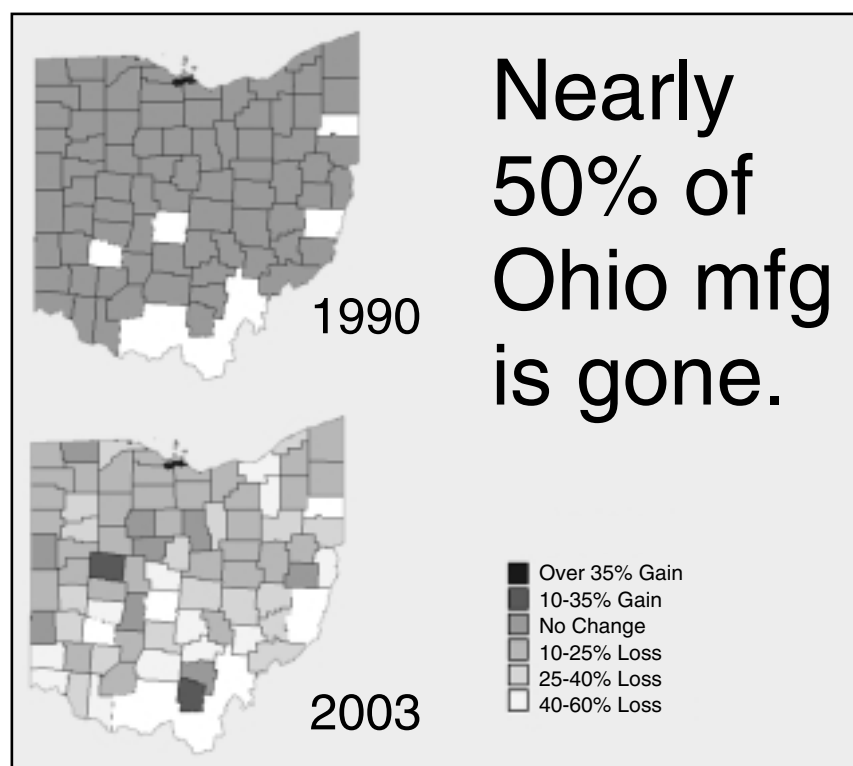 Nearly
50% of
Ohio mfg
is gone.
1990
2003
Over 35% Gain
10-35% Gain
No Change
10-25% Loss
25-40% Loss
40-60% Loss